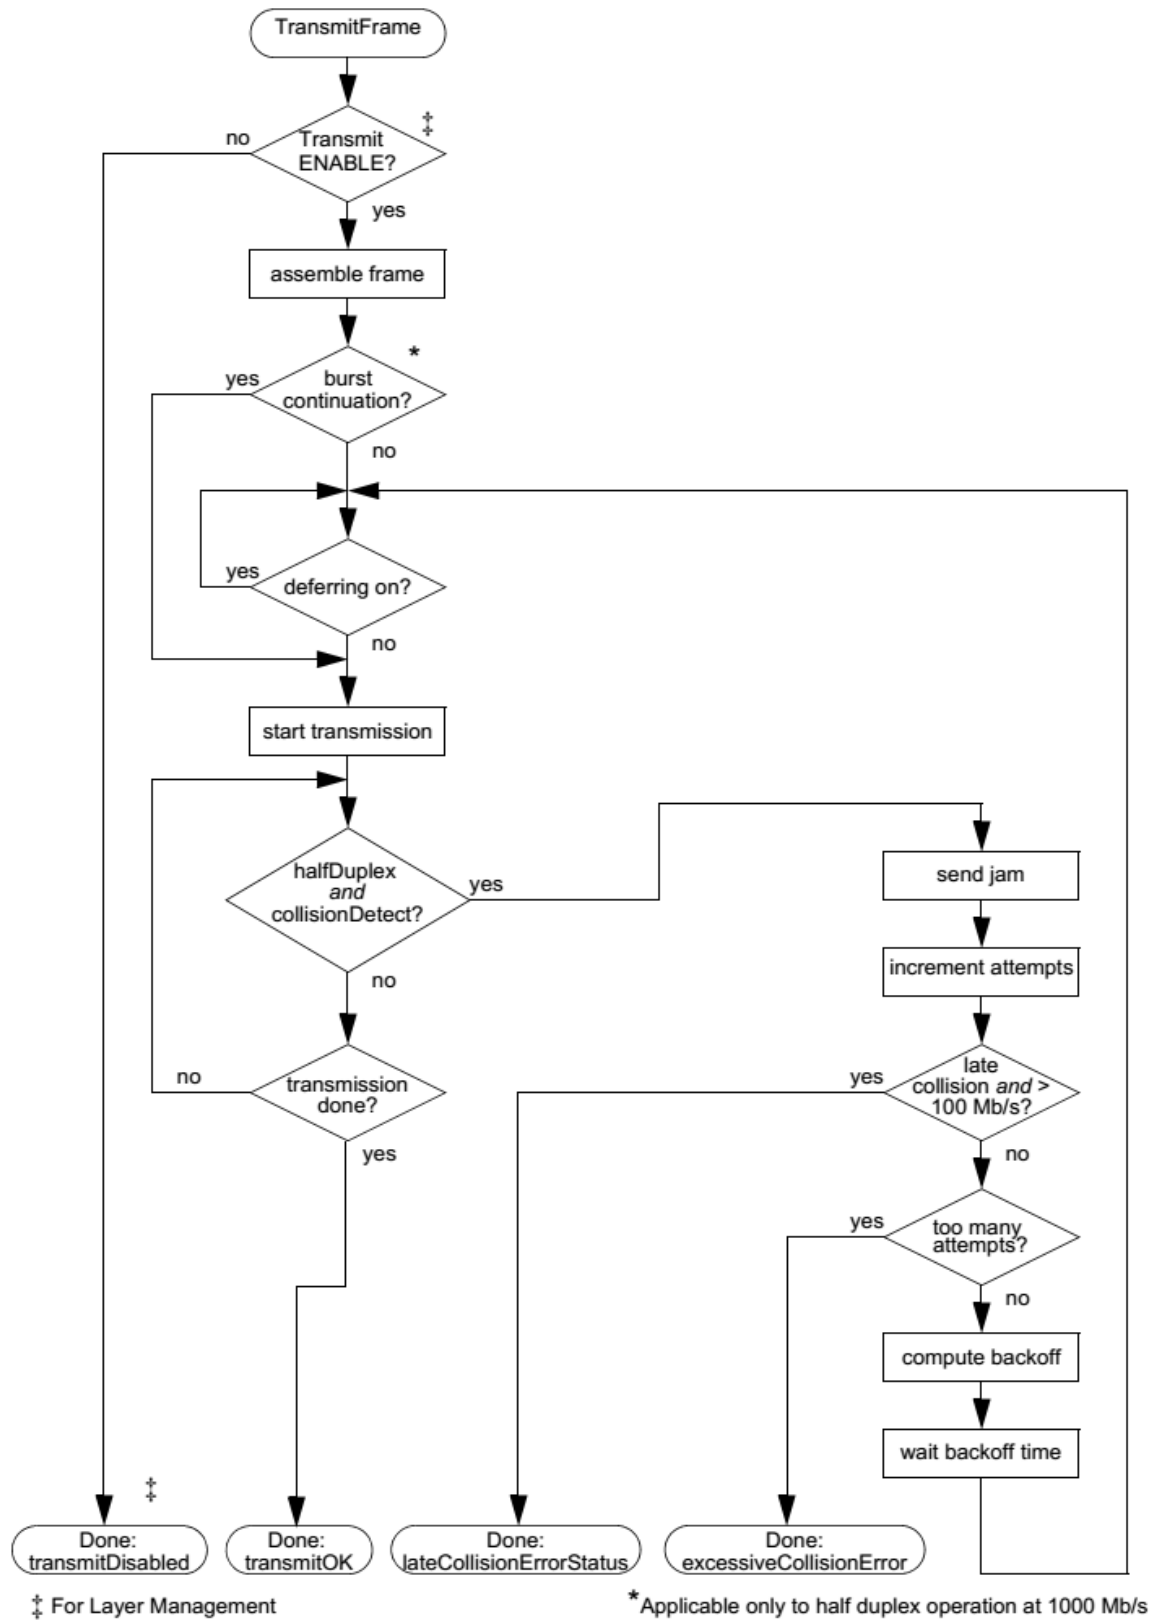 TransmitFrame
‡
no
Transmit
ENABLE?
yes
assemble frame
*
yes
burst
continuation?
no
yes
deferring on?
no
start transmission
halfDuplex
and
collisionDetect?
yes
send jam
increment attempts
no
late
collision and >
100 Mb/s?
yes
no
transmission
done?
yes
no
yes
too many
attempts?
no
compute backoff
wait backoff time
‡
Done:
transmitDisabled
Done:
transmitOK
Done:
lateCollisionErrorStatus
Done:
excessiveCollisionError
‡ For Layer Management
*Applicable only to half duplex operation at 1000 Mb/s